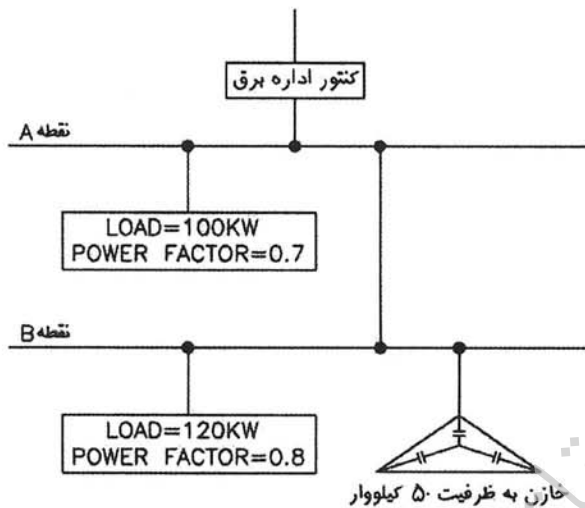 کنتور اداره برق
نقطه A
LOAD=100KW
POWER FACTOR=0.7
نقطه B
LOAD=120KW
POWER FACTOR=0.8
خازن به ظرفیت ۵۰ کیلووار